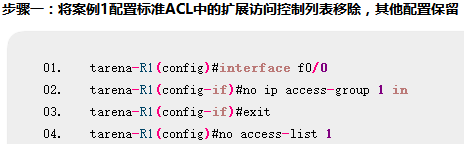 步骤一：将案例1配置标准ACL中的扩展访问控制列表移除，其他配置保留
01. tarena-R1(config)#interface f0/0
02. tarena-R1(config-if)#no ip access-group 1 in
03. tarena-R1(config-if)#exit
04. tarena-R1(config)#no access-list 1